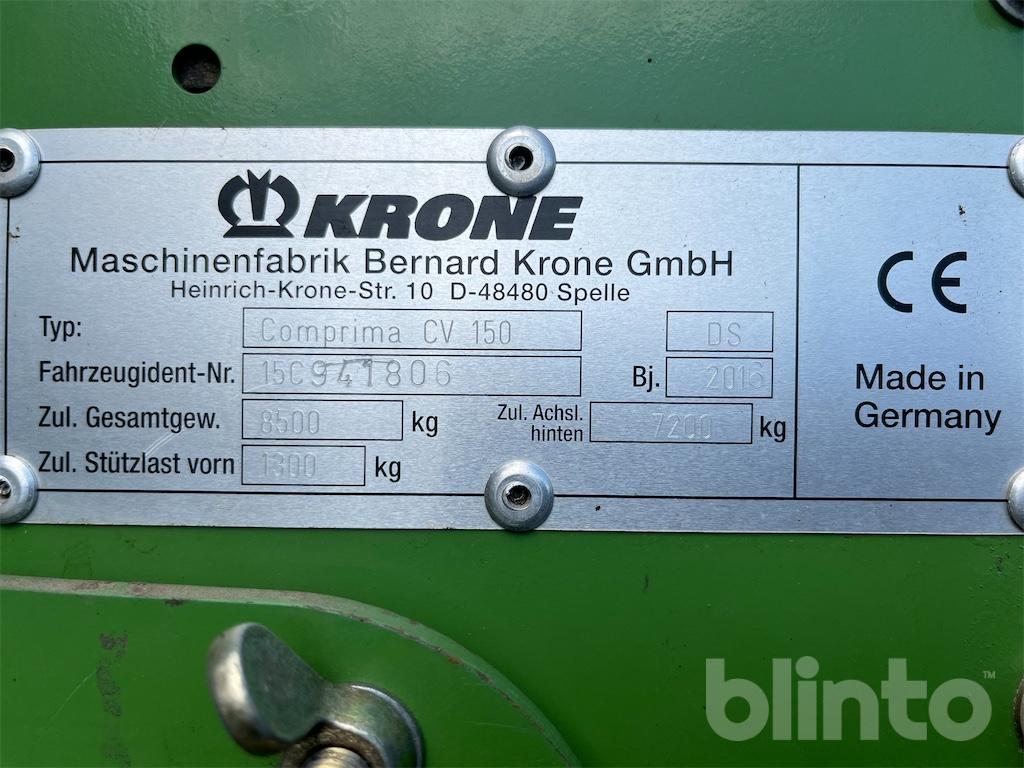 KRONE
Maschinenfabrik Bernard Krone GmbH
Heinrich-Krone-Str. 10 D-48480 Spelle
Typ: Comprima CV 150 DS
Fahrzeugident-Nr. 15C941806 Bj. 2016
Zul. Gesamtgew. 8500 kg Zul. Achsl. hinten 7200 kg
Zul. Stützlast vorn 1300 kg
CE
Made in
Germany
blinto™